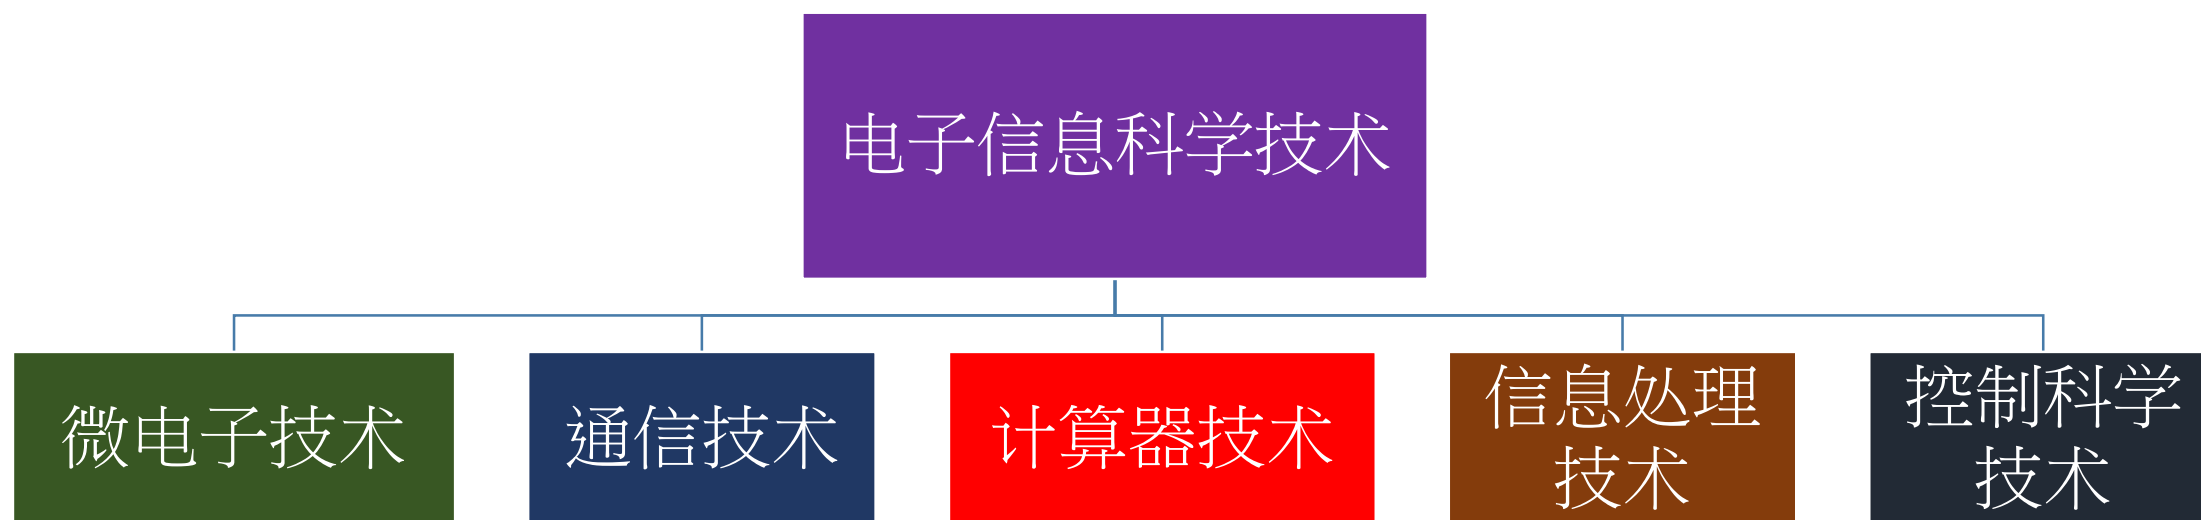 电子信息科学技术
微电子技术
通信技术
计算器技术
信息处理
技术
控制科学
技术